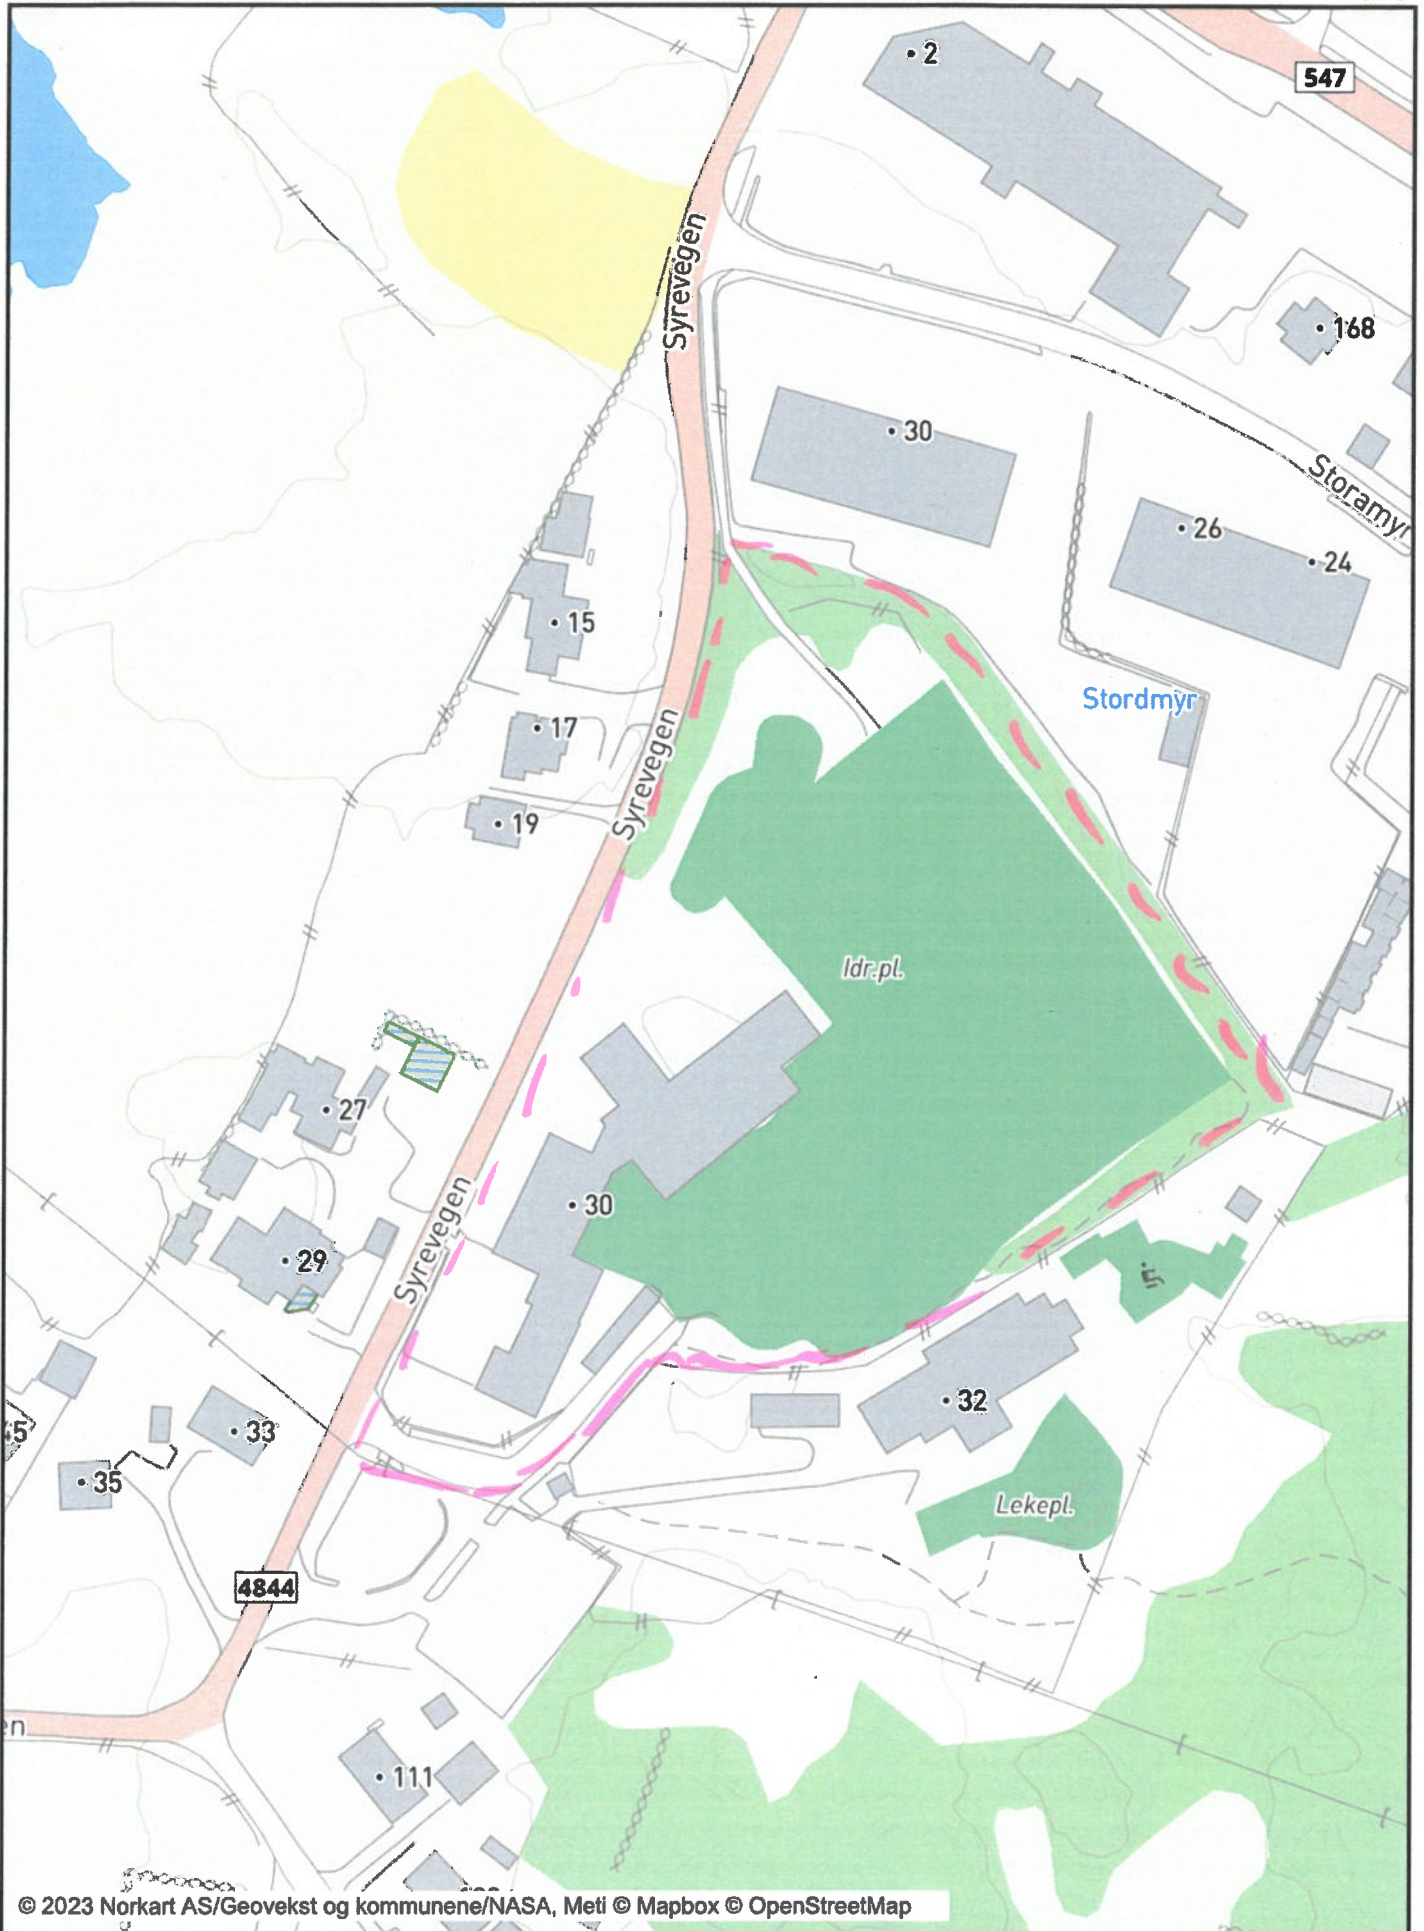 2
547
Syrevegen
168
30
Storamyr
26
24
15
Stordmyr
17
Syrevegen
19
Idr.pl.
27
30
Syrevegen
29
32
33
35
Lekepl.
4844
111
© 2023 Norkart AS/Geovekst og kommunene/NASA, Meti © Mapbox © OpenStreetMap